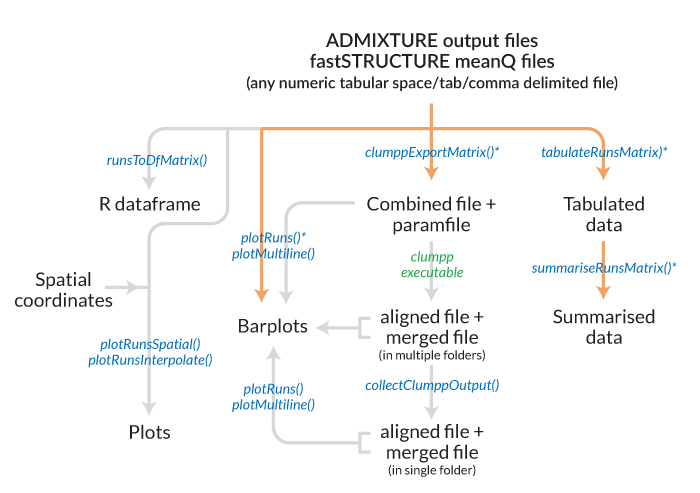 ADMIXTURE output files
fastSTRUCTURE meanQ files
(any numeric tabular space/tab/comma delimited file)
runsToDfMatrix()
clumppExportMatrix()*
tabulateRunsMatrix)*
R dataframe
Combined file +
paramfile
Tabulated
data
plotRuns()*
plotMultiline()
clumpp
executable
summariseRunsMatrix()*
Spatial
coordinates
Barplots
aligned file +
merged file
(in multiple folders)
Summarised
data
plotRunsSpatial()
plotRunsInterpolate()
plotRuns()
plotMultiline()
collectClumppOutput()
Plots
aligned file +
merged file
(in single folder)